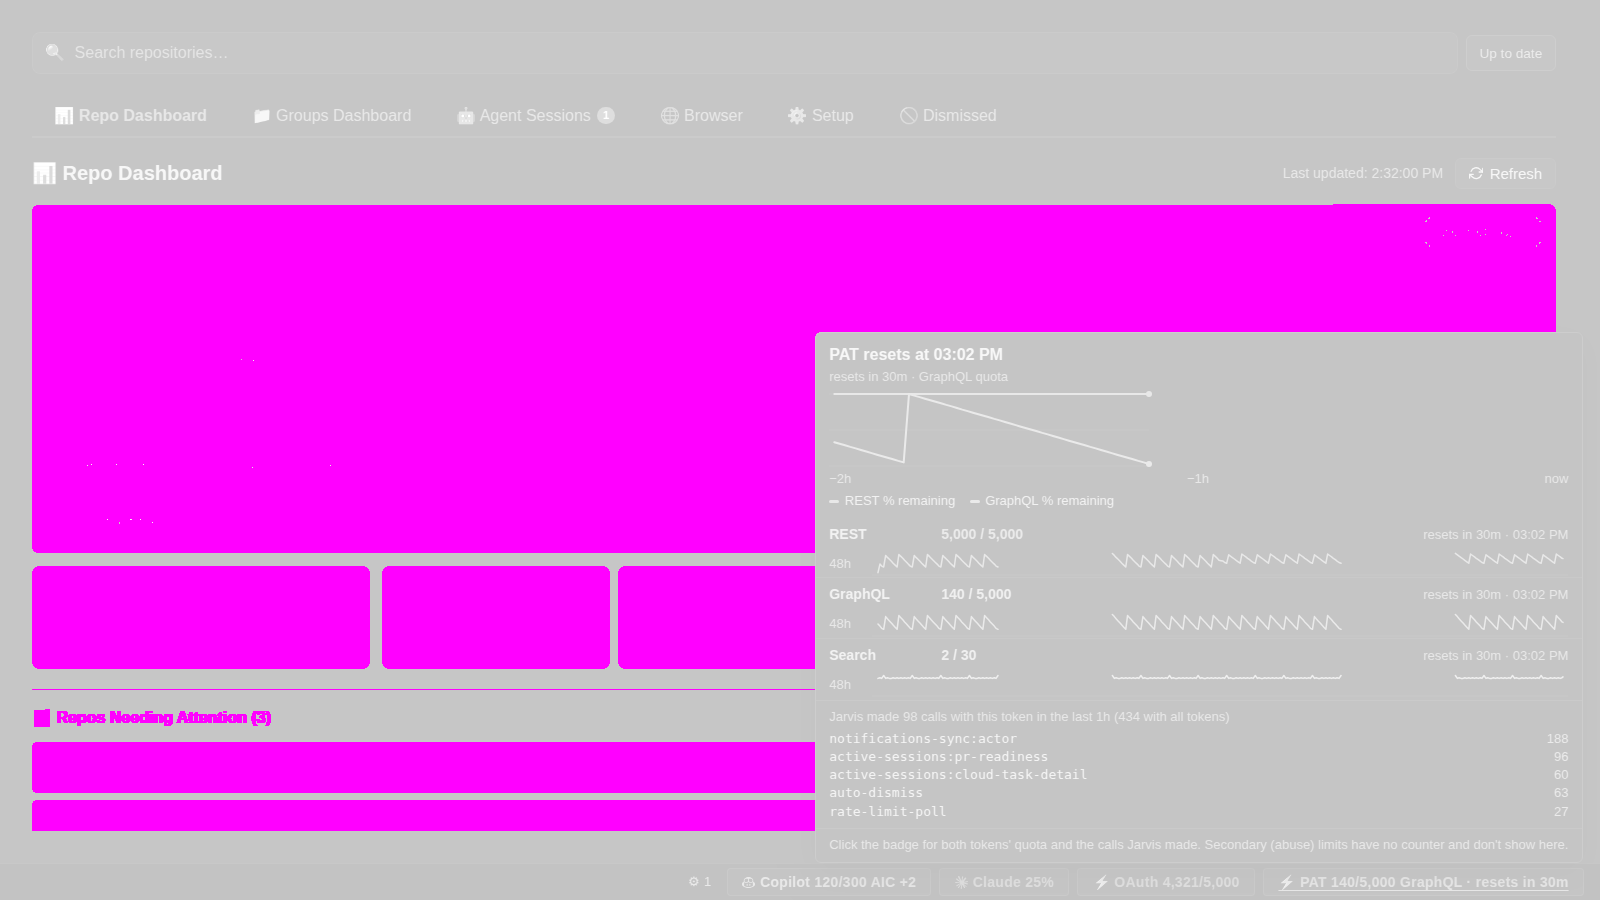 Search repositories…
Up to date
Repo Dashboard
Groups Dashboard
Agent Sessions 1
Browser
Setup
Dismissed
Repo Dashboard
Last updated: 2:32:00 PM
Refresh
PAT resets at 03:02 PM
resets in 30m · GraphQL quota
−2h −1h now
REST % remaining GraphQL % remaining
REST 5,000 / 5,000 resets in 30m · 03:02 PM
48h
GraphQL 140 / 5,000 resets in 30m · 03:02 PM
48h
Search 2 / 30 resets in 30m · 03:02 PM
48h
Repos Needing Attention (3)
Jarvis made 98 calls with this token in the last 1h (434 with all tokens)
notifications-sync:actor 188
active-sessions:pr-readiness 96
active-sessions:cloud-task-detail 60
auto-dismiss 63
rate-limit-poll 27
Click the badge for both tokens' quota and the calls Jarvis made. Secondary (abuse) limits have no counter and don't show here.
1
Copilot 120/300 AIC +2
Claude 25%
OAuth 4,321/5,000
PAT 140/5,000 GraphQL · resets in 30m